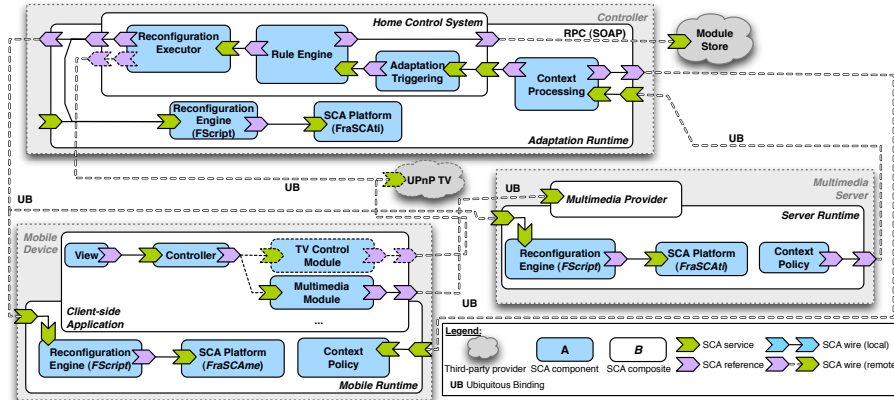 Home Control System
Controller
Reconfiguration
Executor
Rule Engine
Adaptation
Triggering
Context
Processing
RPC (SOAP)
Module
Store
Reconfiguration
Engine
(FScript)
SCA Platform
(FraSCAti)
Adaptation Runtime
UB
UB
UPnP TV
UB
UB
Multimedia Provider
Multimedia
Server
Server Runtime
Reconfiguration
Engine (FScript)
SCA Platform
(FraSCAti)
Context
Policy
Mobile
Device
View
Controller
TV Control
Module
Multimedia
Module
...
Client-side
Application
UB
Reconfiguration
Engine (FScript)
SCA Platform
(FraSCAme)
Context
Policy
Mobile Runtime
Legend:
Third-party provider
A
SCA component
B
SCA composite
SCA service
SCA reference
SCA wire (local)
SCA wire (remote
UB Ubiquitous Binding